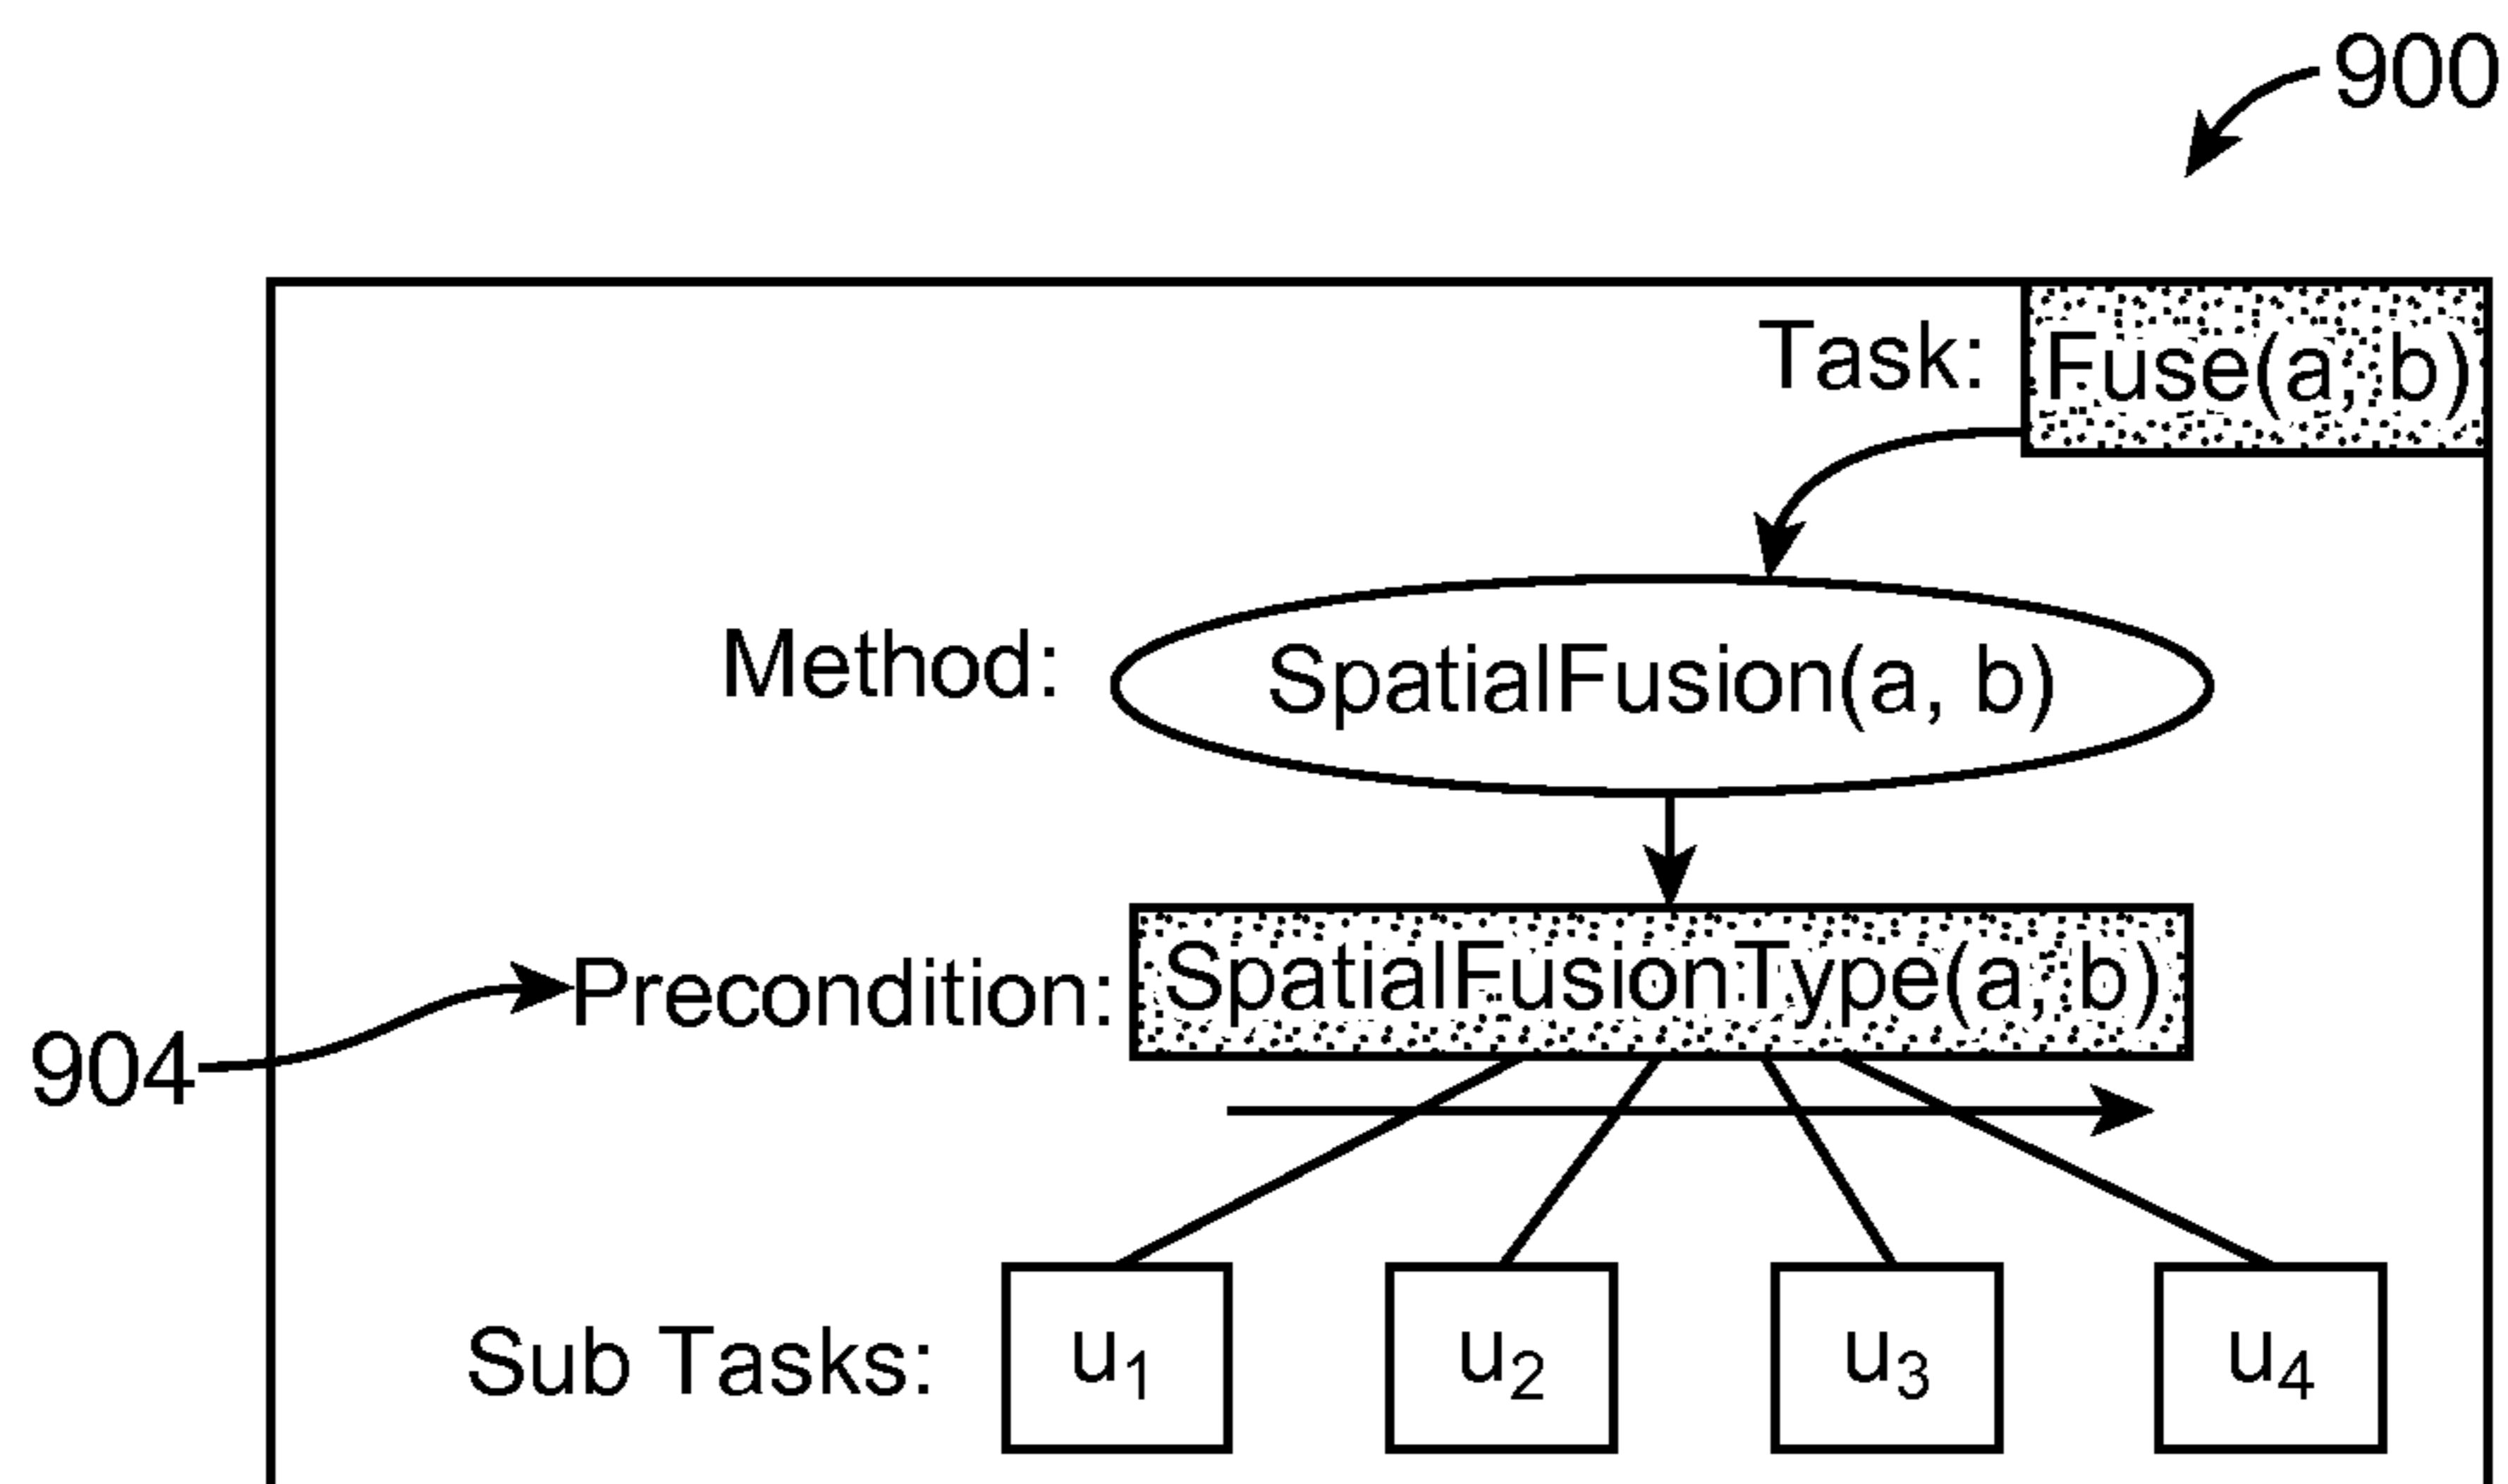 900
Task: Fuse(a, b)
Method: SpatialFusion(a, b)
Precondition: SpatialFusionType(a, b)
904
Sub Tasks: u1 u2 u3 u4